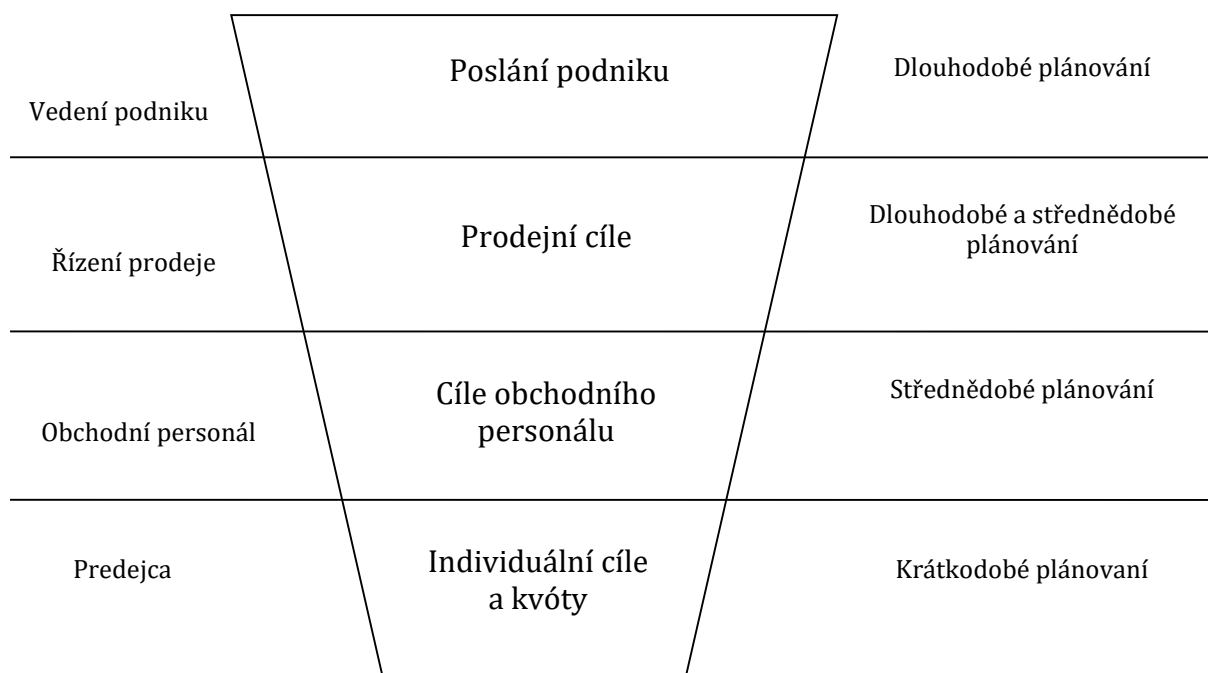 Poslání podniku
Dlouhodobé plánování
Vedení podniku
Prodejní cíle
Dlouhodobé a střednědobé
plánování
Řízení prodeje
Cíle obchodního
personálu
Střednědobé plánování
Obchodní personál
Individuální cíle
a kvóty
Predejca
Krátkodobé plánovaní